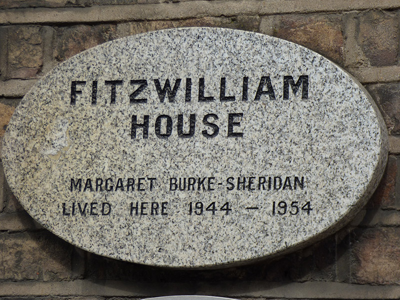 FITZWILLIAM
HOUSE
MARGARET BURKE-SHERIDAN
LIVED HERE 1944 – 1954